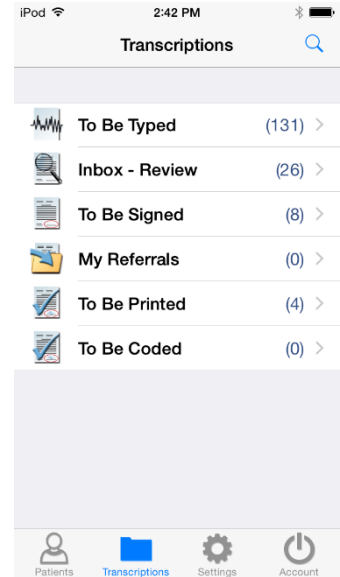 iPod 2:42 PM
Transcriptions
To Be Typed (131)
Inbox - Review (26)
To Be Signed (8)
My Referrals (0)
To Be Printed (4)
To Be Coded (0)
Patients Transcriptions Settings Account